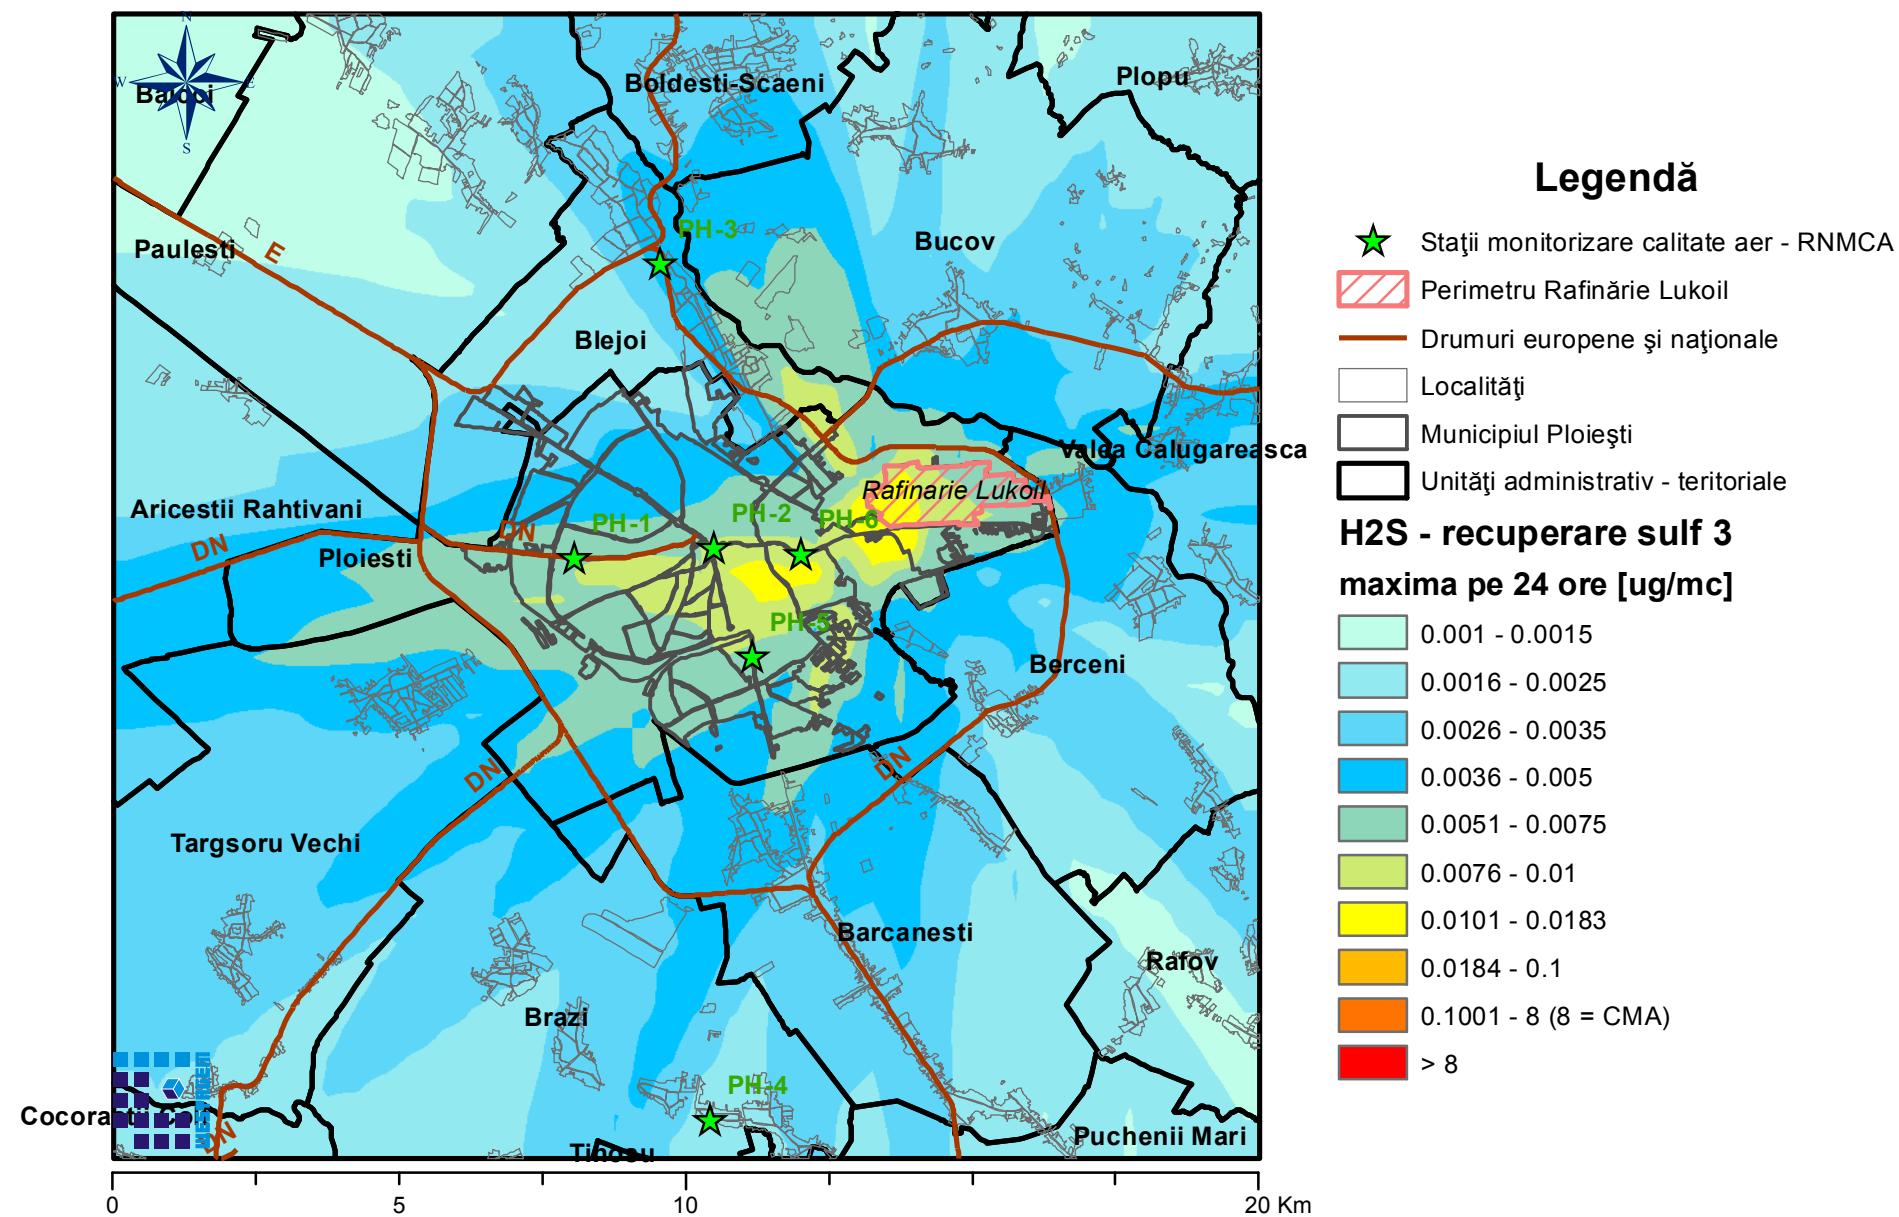 N
W
E
S
Baicoi
Boldesti-Scaeni
Plopu
Paulesti
E
PH-3
Bucov
Blejoi
Valea Calugareasca
Rafinarie Lukoil
Aricestii Rahtivani
DN
Ploiesti
DN
PH-1
PH-2
PH-6
PH-5
Berceni
DN
DN
Targsoru Vechi
Barcanesti
Rafov
Brazi
PH-4
DN
Puchenii Mari
Tinosu
0
5
10
20 Km
Legendă
Staţii monitorizare calitate aer - RNMCA
Perimetru Rafinărie Lukoil
Drumuri europene şi naţionale
Localităţi
Municipiul Ploieşti
Unităţi administrativ - teritoriale
H2S - recuperare sulf 3
maxima pe 24 ore [ug/mc]
0.001 - 0.0015
0.0016 - 0.0025
0.0026 - 0.0035
0.0036 - 0.005
0.0051 - 0.0075
0.0076 - 0.01
0.0101 - 0.0183
0.0184 - 0.1
0.1001 - 8 (8 = CMA)
> 8